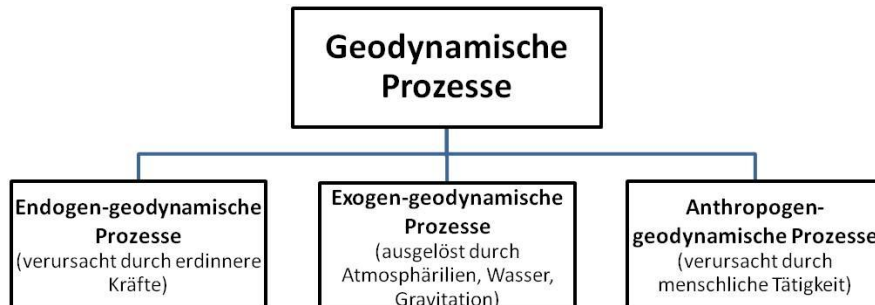 Geodynamische
Prozesse
Endogen-geodynamische
Prozesse
(verursacht durch erdinnere
Kräfte)
Exogen-geodynamische
Prozesse
(ausgelöst durch
Atmosphärilien, Wasser,
Gravitation)
Anthropogen-
geodynamische Prozesse
(verursacht durch
menschliche Tätigkeit)